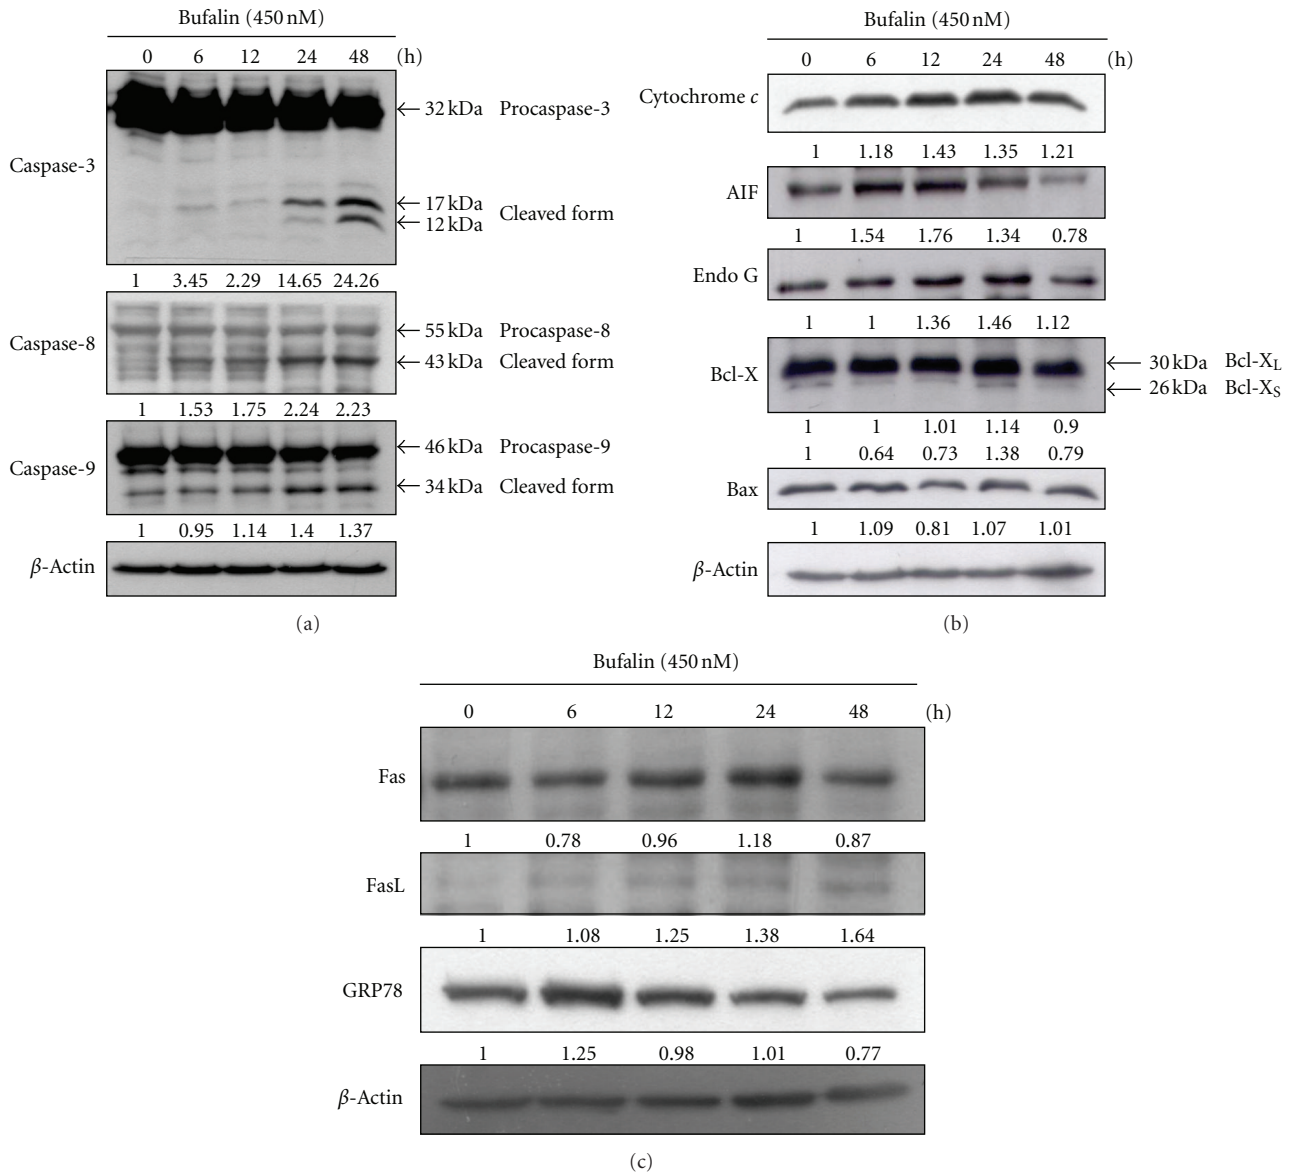 Bufalin (450 nM)
0 6 12 24 48 (h)
Caspase-3
32 kDa Procaspase-3
17 kDa
12 kDa
Cleaved form
1 3.45 2.29 14.65 24.26
Caspase-8
55 kDa Procaspase-8
43 kDa Cleaved form
1 1.53 1.75 2.24 2.23
Caspase-9
46 kDa Procaspase-9
34 kDa Cleaved form
1 0.95 1.14 1.4 1.37
β-Actin
(a)
Bufalin (450 nM)
0 6 12 24 48 (h)
Cytochrome c
1 1.18 1.43 1.35 1.21
AIF
1 1.54 1.76 1.34 0.78
Endo G
1 1 1.36 1.46 1.12
Bcl-X
30 kDa Bcl-XL
26 kDa Bcl-XS
1 1 1.01 1.14 0.9
1 0.64 0.73 1.38 0.79
Bax
1 1.09 0.81 1.07 1.01
β-Actin
(b)
Bufalin (450 nM)
0 6 12 24 48 (h)
Fas
1 0.78 0.96 1.18 0.87
FasL
1 1.08 1.25 1.38 1.64
GRP78
1 1.25 0.98 1.01 0.77
β-Actin
(c)